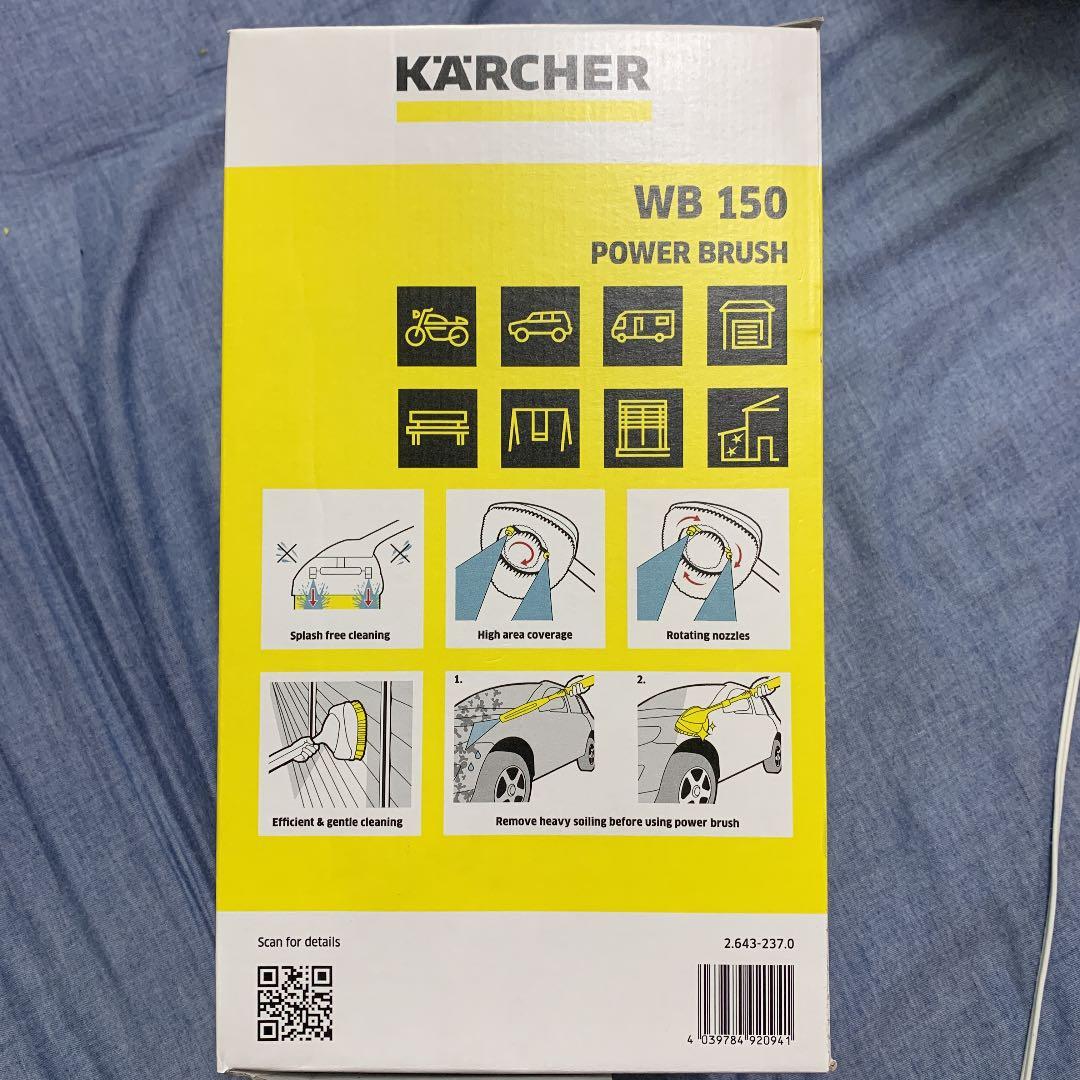 KÄRCHER
WB 150
POWER BRUSH
Splash free cleaning
High area coverage
Rotating nozzles
Efficient & gentle cleaning
1.
2.
Remove heavy soiling before using power brush
Scan for details
2.643-237.0
4 039784 920941